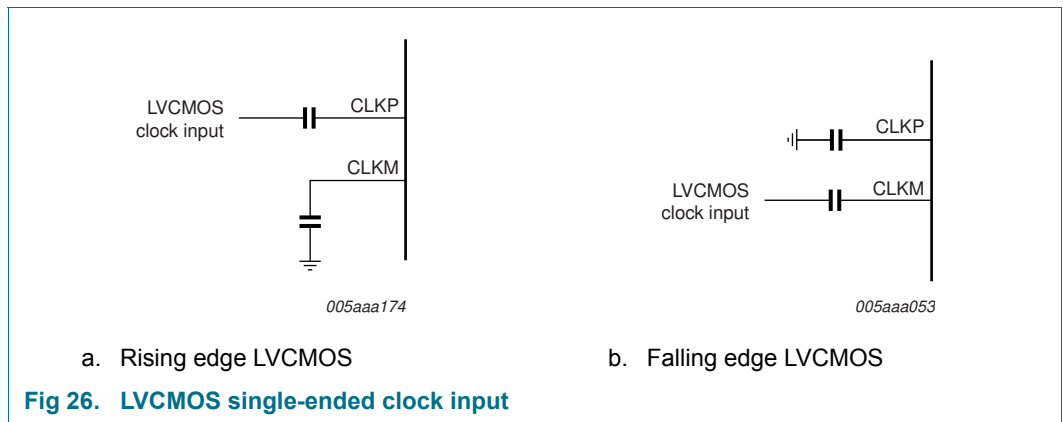 LVCMOS
clock input
CLKP
CLKM
005aaa174
a. Rising edge LVCMOS
CLKP
LVCMOS
clock input
CLKM
005aaa053
b. Falling edge LVCMOS
Fig 26. LVCMOS single-ended clock input